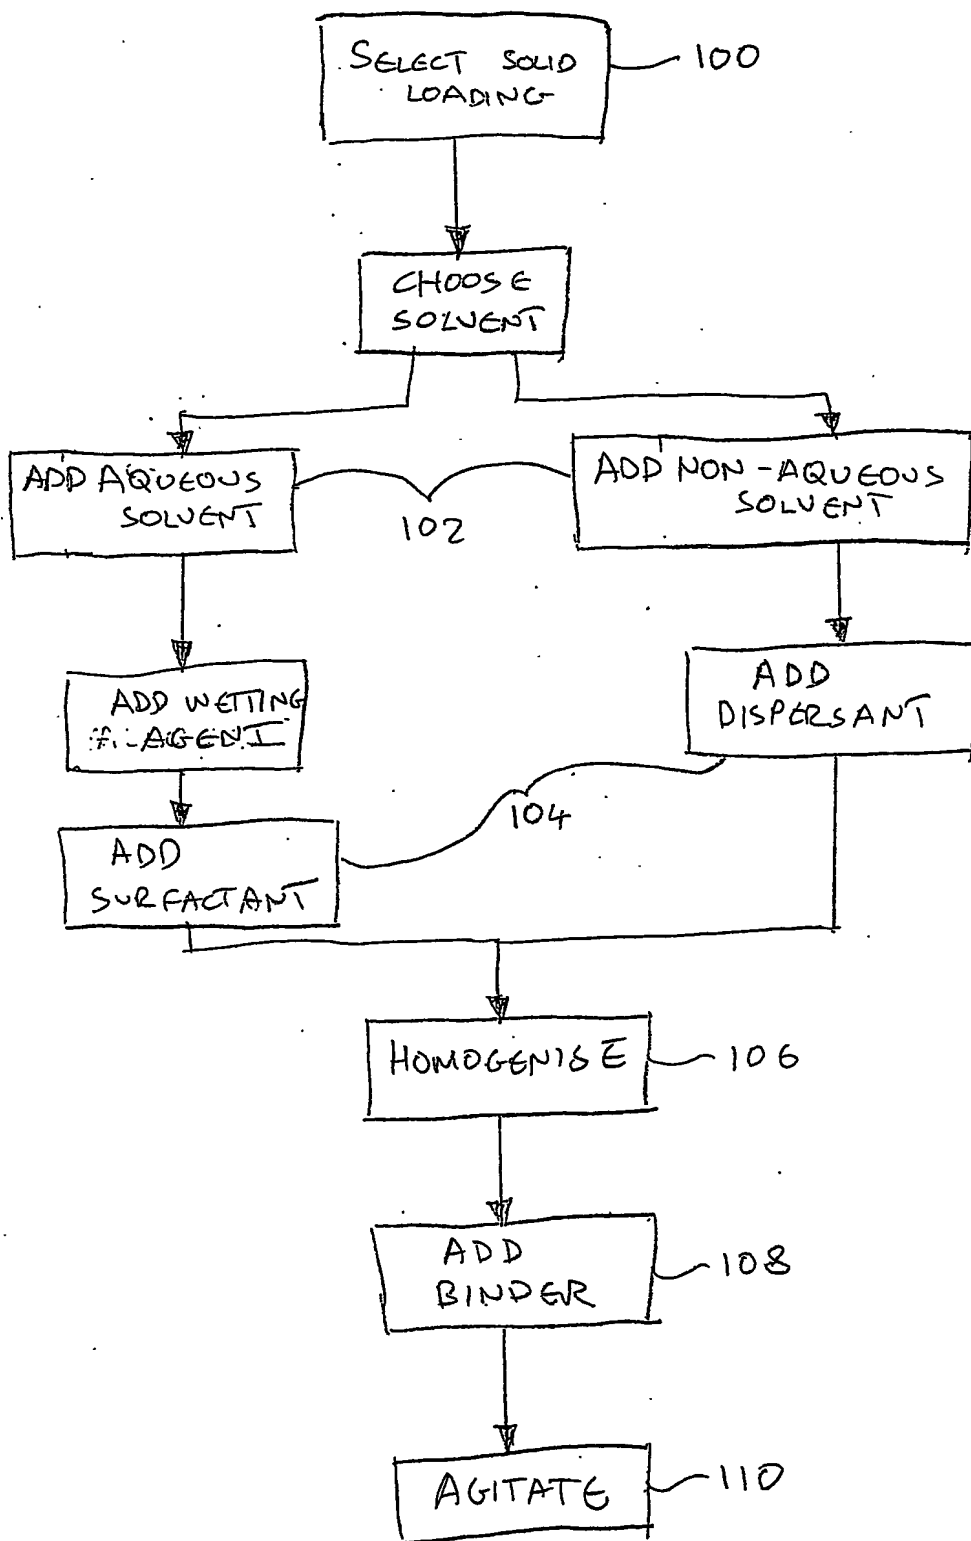 SELECT SOLID
LOADING
100
CHOOSE
SOLVENT
ADD AQUEOUS
SOLVENT
102
ADD NON-AQUEOUS
SOLVENT
ADD WETTING
AGENT
ADD
DISPERSANT
104
ADD
SURFACTANT
HOMOGENISE
106
ADD
BINDER
108
AGITATE
110